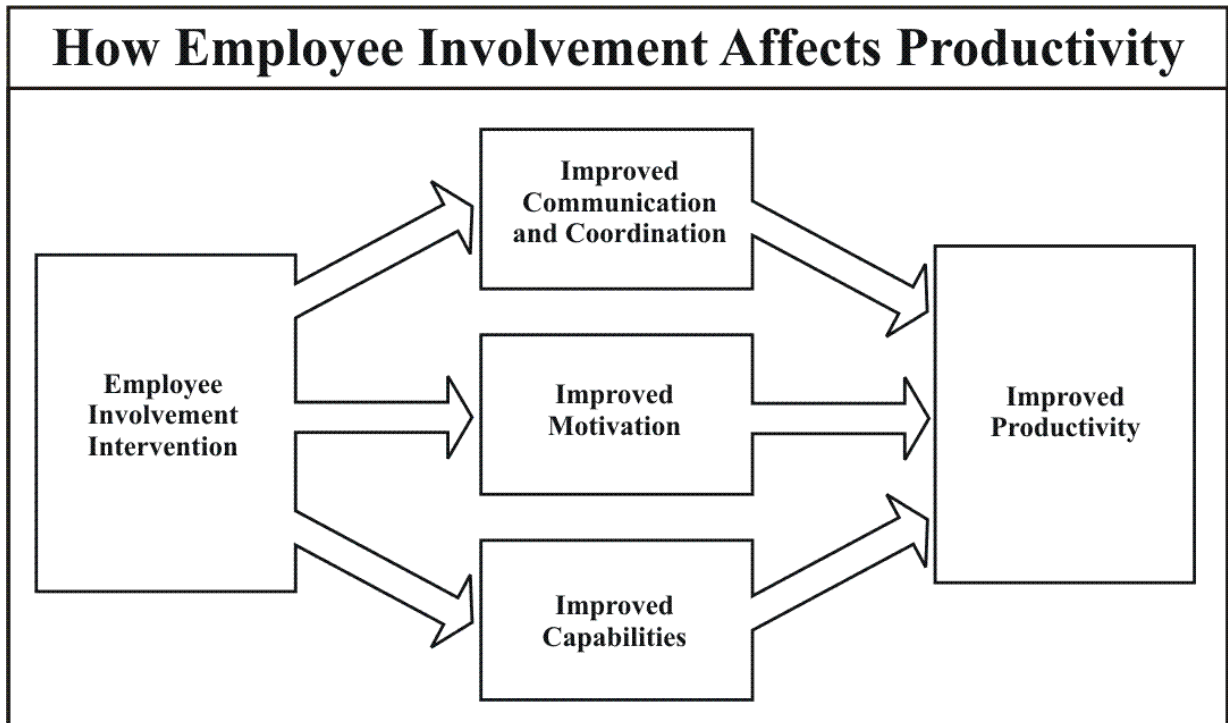 How Employee Involvement Affects Productivity
Employee
Involvement
Intervention
Improved
Communication
and Coordination
Improved
Motivation
Improved
Capabilities
Improved
Productivity